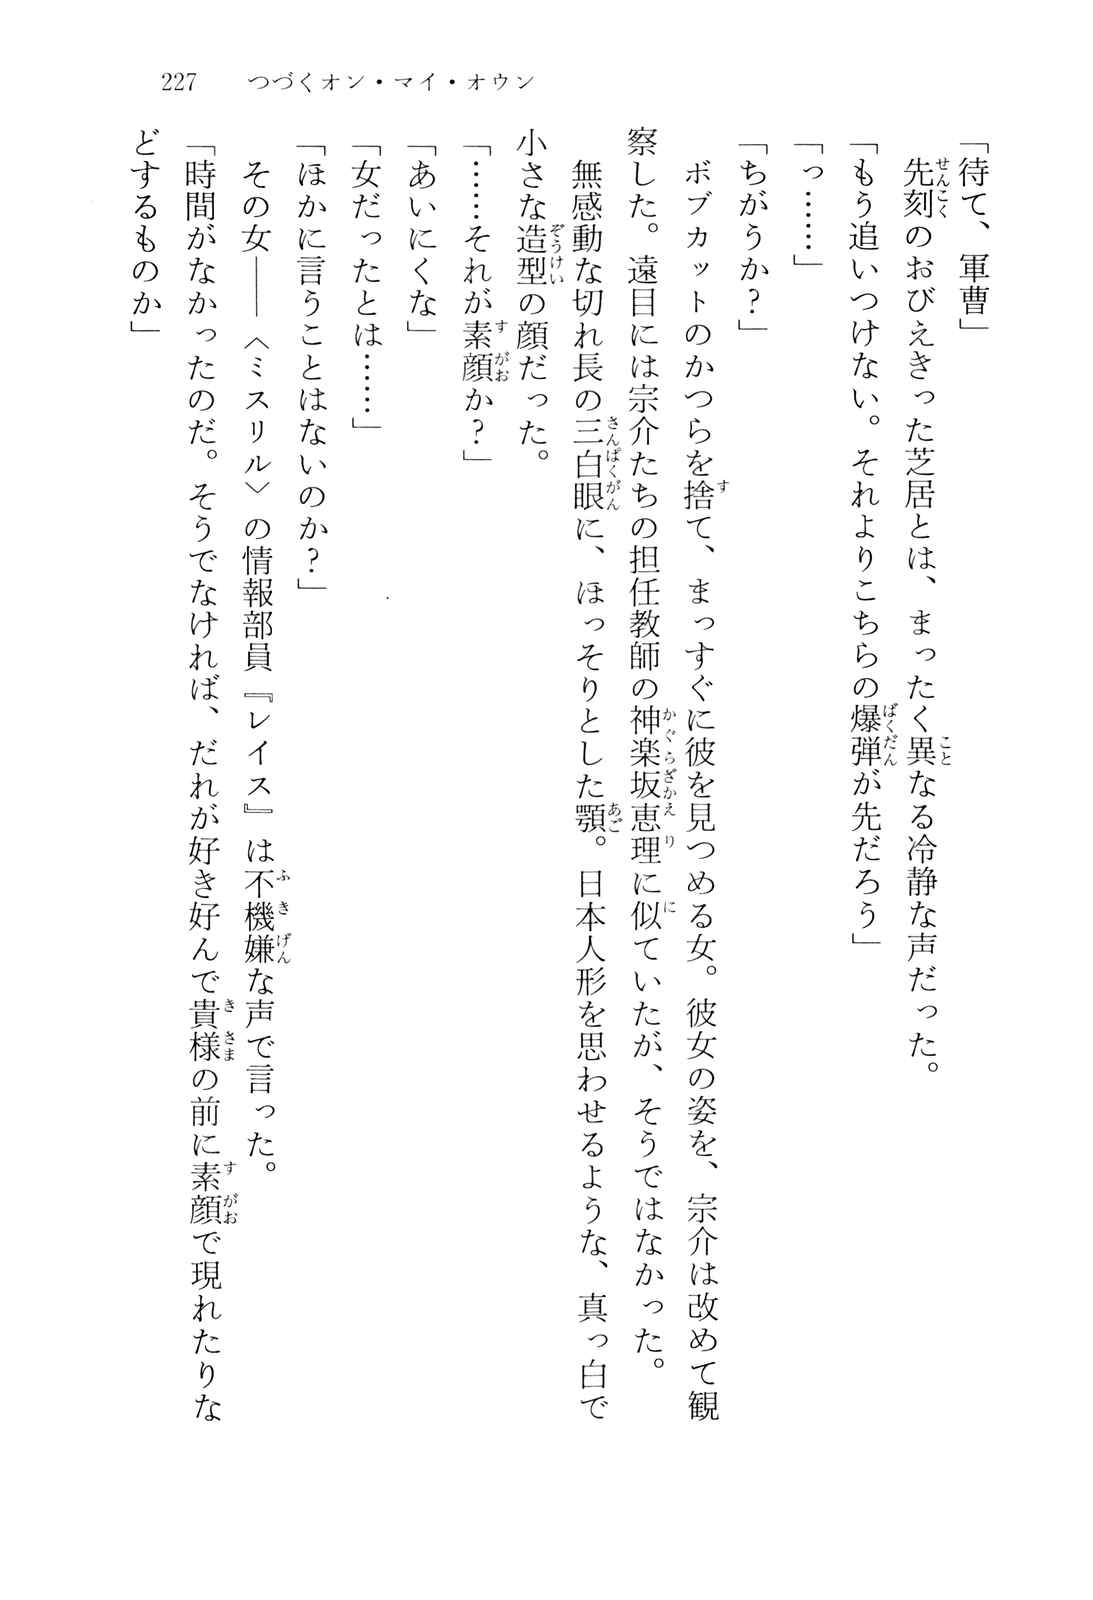 227　つづくオン・マイ・オウン
「待て、軍曹」
　先刻のおびえきった芝居とは、まったく異なる冷静な声だった。
「もう追いつけない。それよりこちらの爆弾が先だろう」
「っ……」
「ちがうか？」
　ボブカットのかつらを捨て、まっすぐに彼を見つめる女。彼女の姿を、宗介は改めて観
察した。遠目には宗介たちの担任教師の神楽坂恵理に似ていたが、そうではなかった。
　無感動な切れ長の三白眼に、ほっそりとした顎。日本人形を思わせるような、真っ白で
小さな造型の顔だった。
「……それが素顔か？」
「あいにくな」
「女だったとは……」
「ほかに言うことはないのか？」
　その女――〈ミスリル〉の情報部員『レイス』は不機嫌な声で言った。
「時間がなかったのだ。そうでなければ、だれが好き好んで貴様の前に素顔で現れたりな
どするものか」